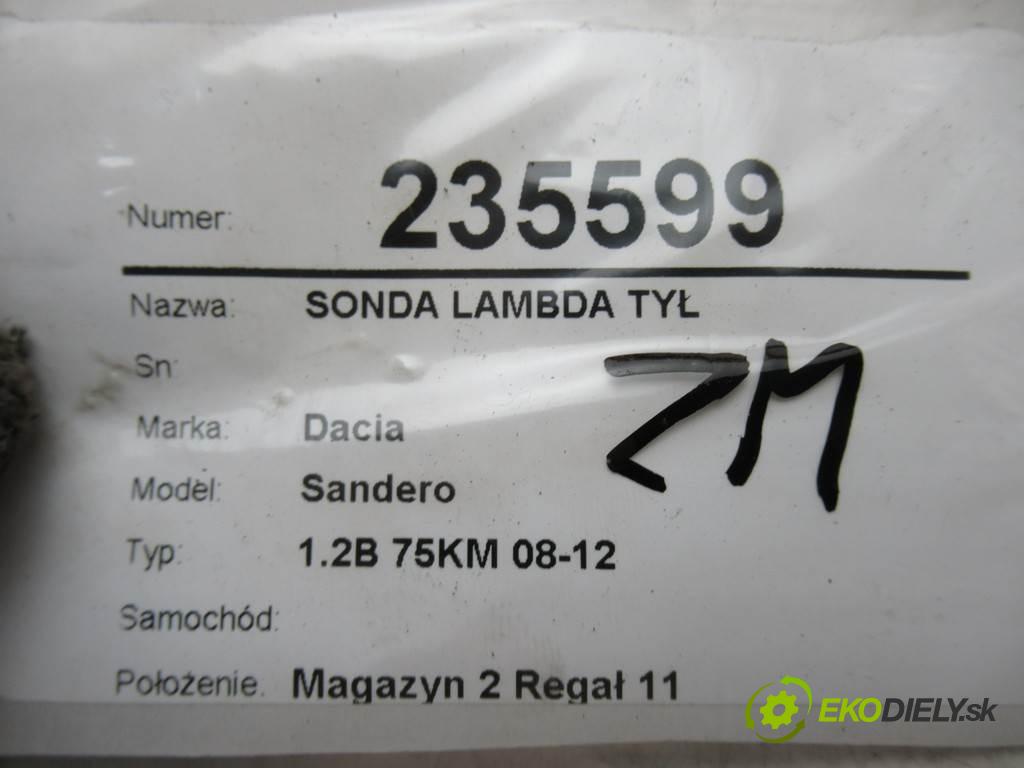 Numer: 235599
Nazwa: SONDA LAMBDA TYŁ
Sn:
ZM
Marka: Dacia
Model: Sandero
Typ: 1.2B 75KM 08-12
Samochód:
Położenie. Magazyn 2 Regał 11
EKODIELY.sk